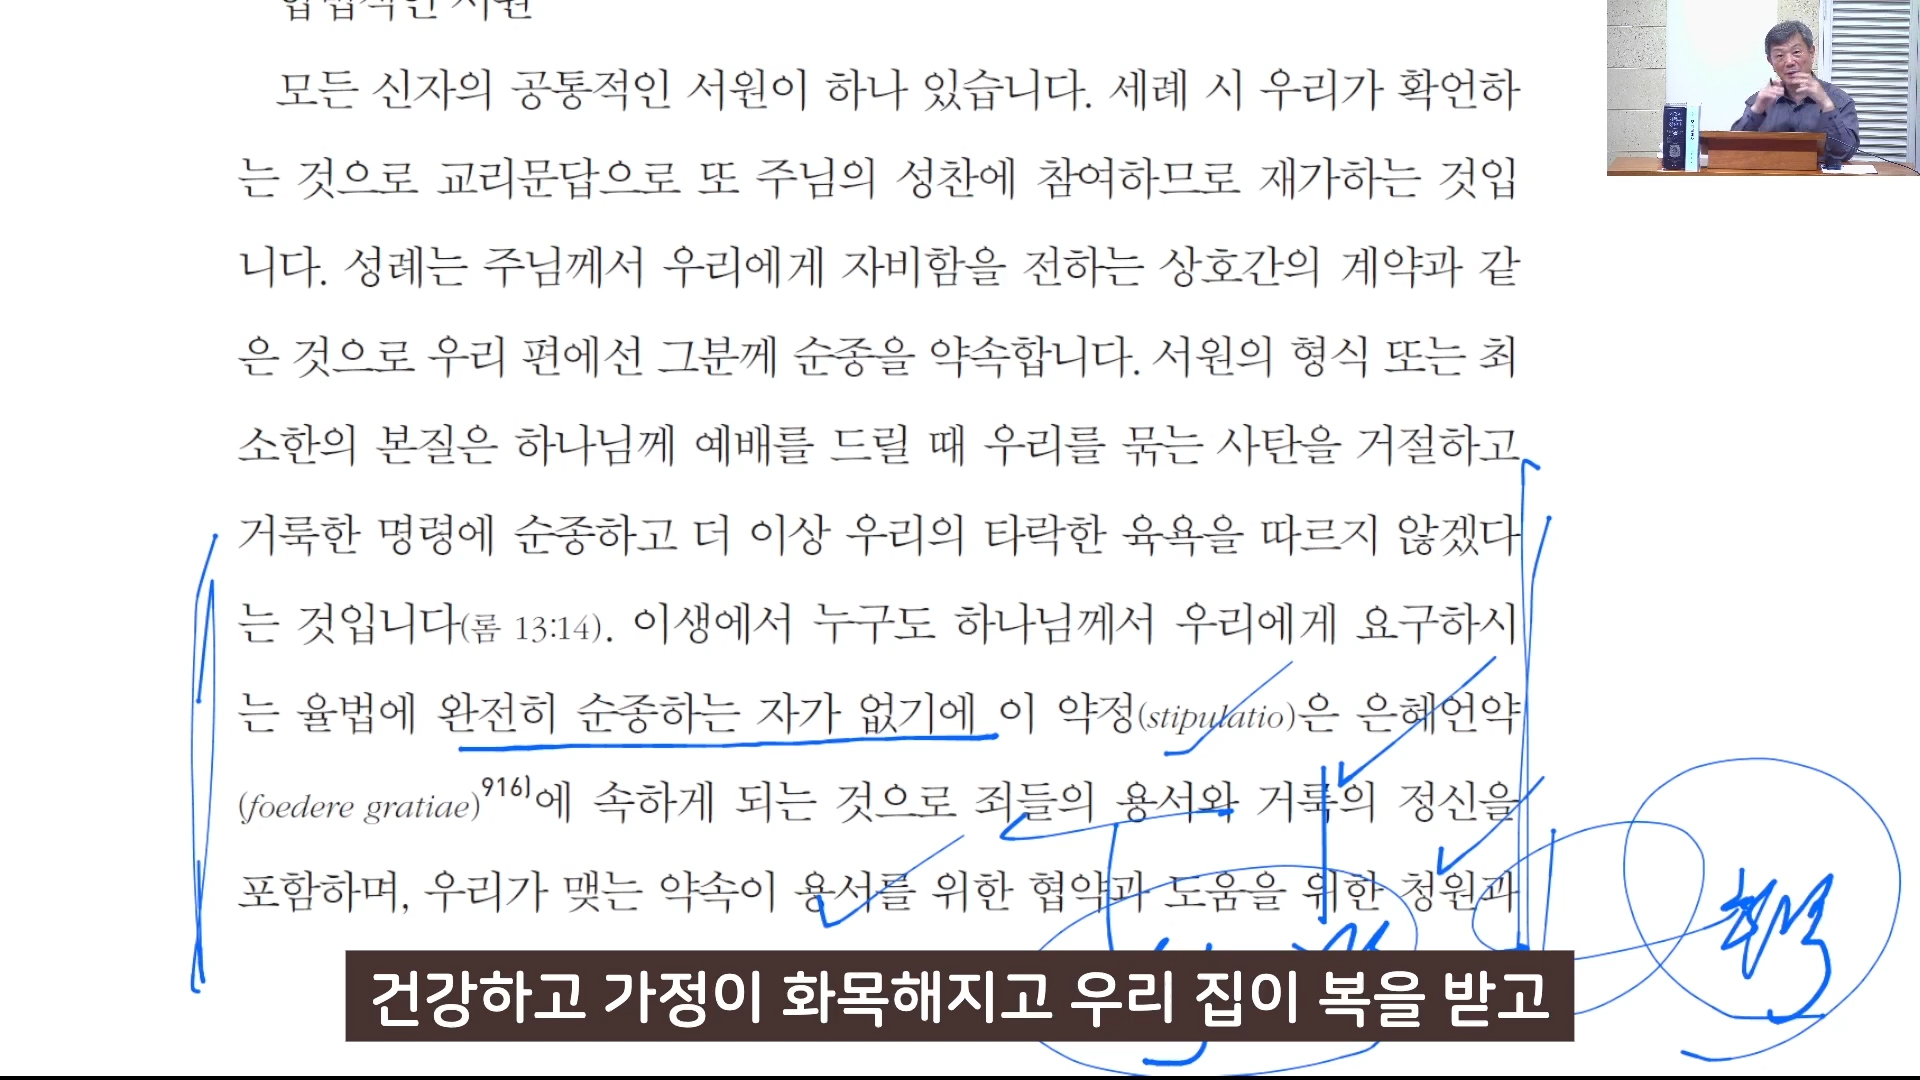 합법적인 서원
모든 신자의 공통적인 서원이 하나 있습니다. 세례 시 우리가 확언하
는 것으로 교리문답으로 또 주님의 성찬에 참여하므로 재가하는 것입
니다. 성례는 주님께서 우리에게 자비함을 전하는 상호간의 계약과 같
은 것으로 우리 편에선 그분께 순종을 약속합니다. 서원의 형식 또는 최
소한의 본질은 하나님께 예배를 드릴 때 우리를 묶는 사탄을 거절하고
거룩한 명령에 순종하고 더 이상 우리의 타락한 육욕을 따르지 않겠다
는 것입니다(롬 13:14). 이생에서 누구도 하나님께서 우리에게 요구하시
는 율법에 완전히 순종하는 자가 없기에 이 약정(stipulatio)은 은혜언약
(foedere gratiae)916)에 속하게 되는 것으로 죄들의 용서와 거룩의 정신을
포함하며, 우리가 맺는 약속이 용서를 위한 협약과 도움을 위한 청원과
건강하고 가정이 화목해지고 우리 집이 복을 받고